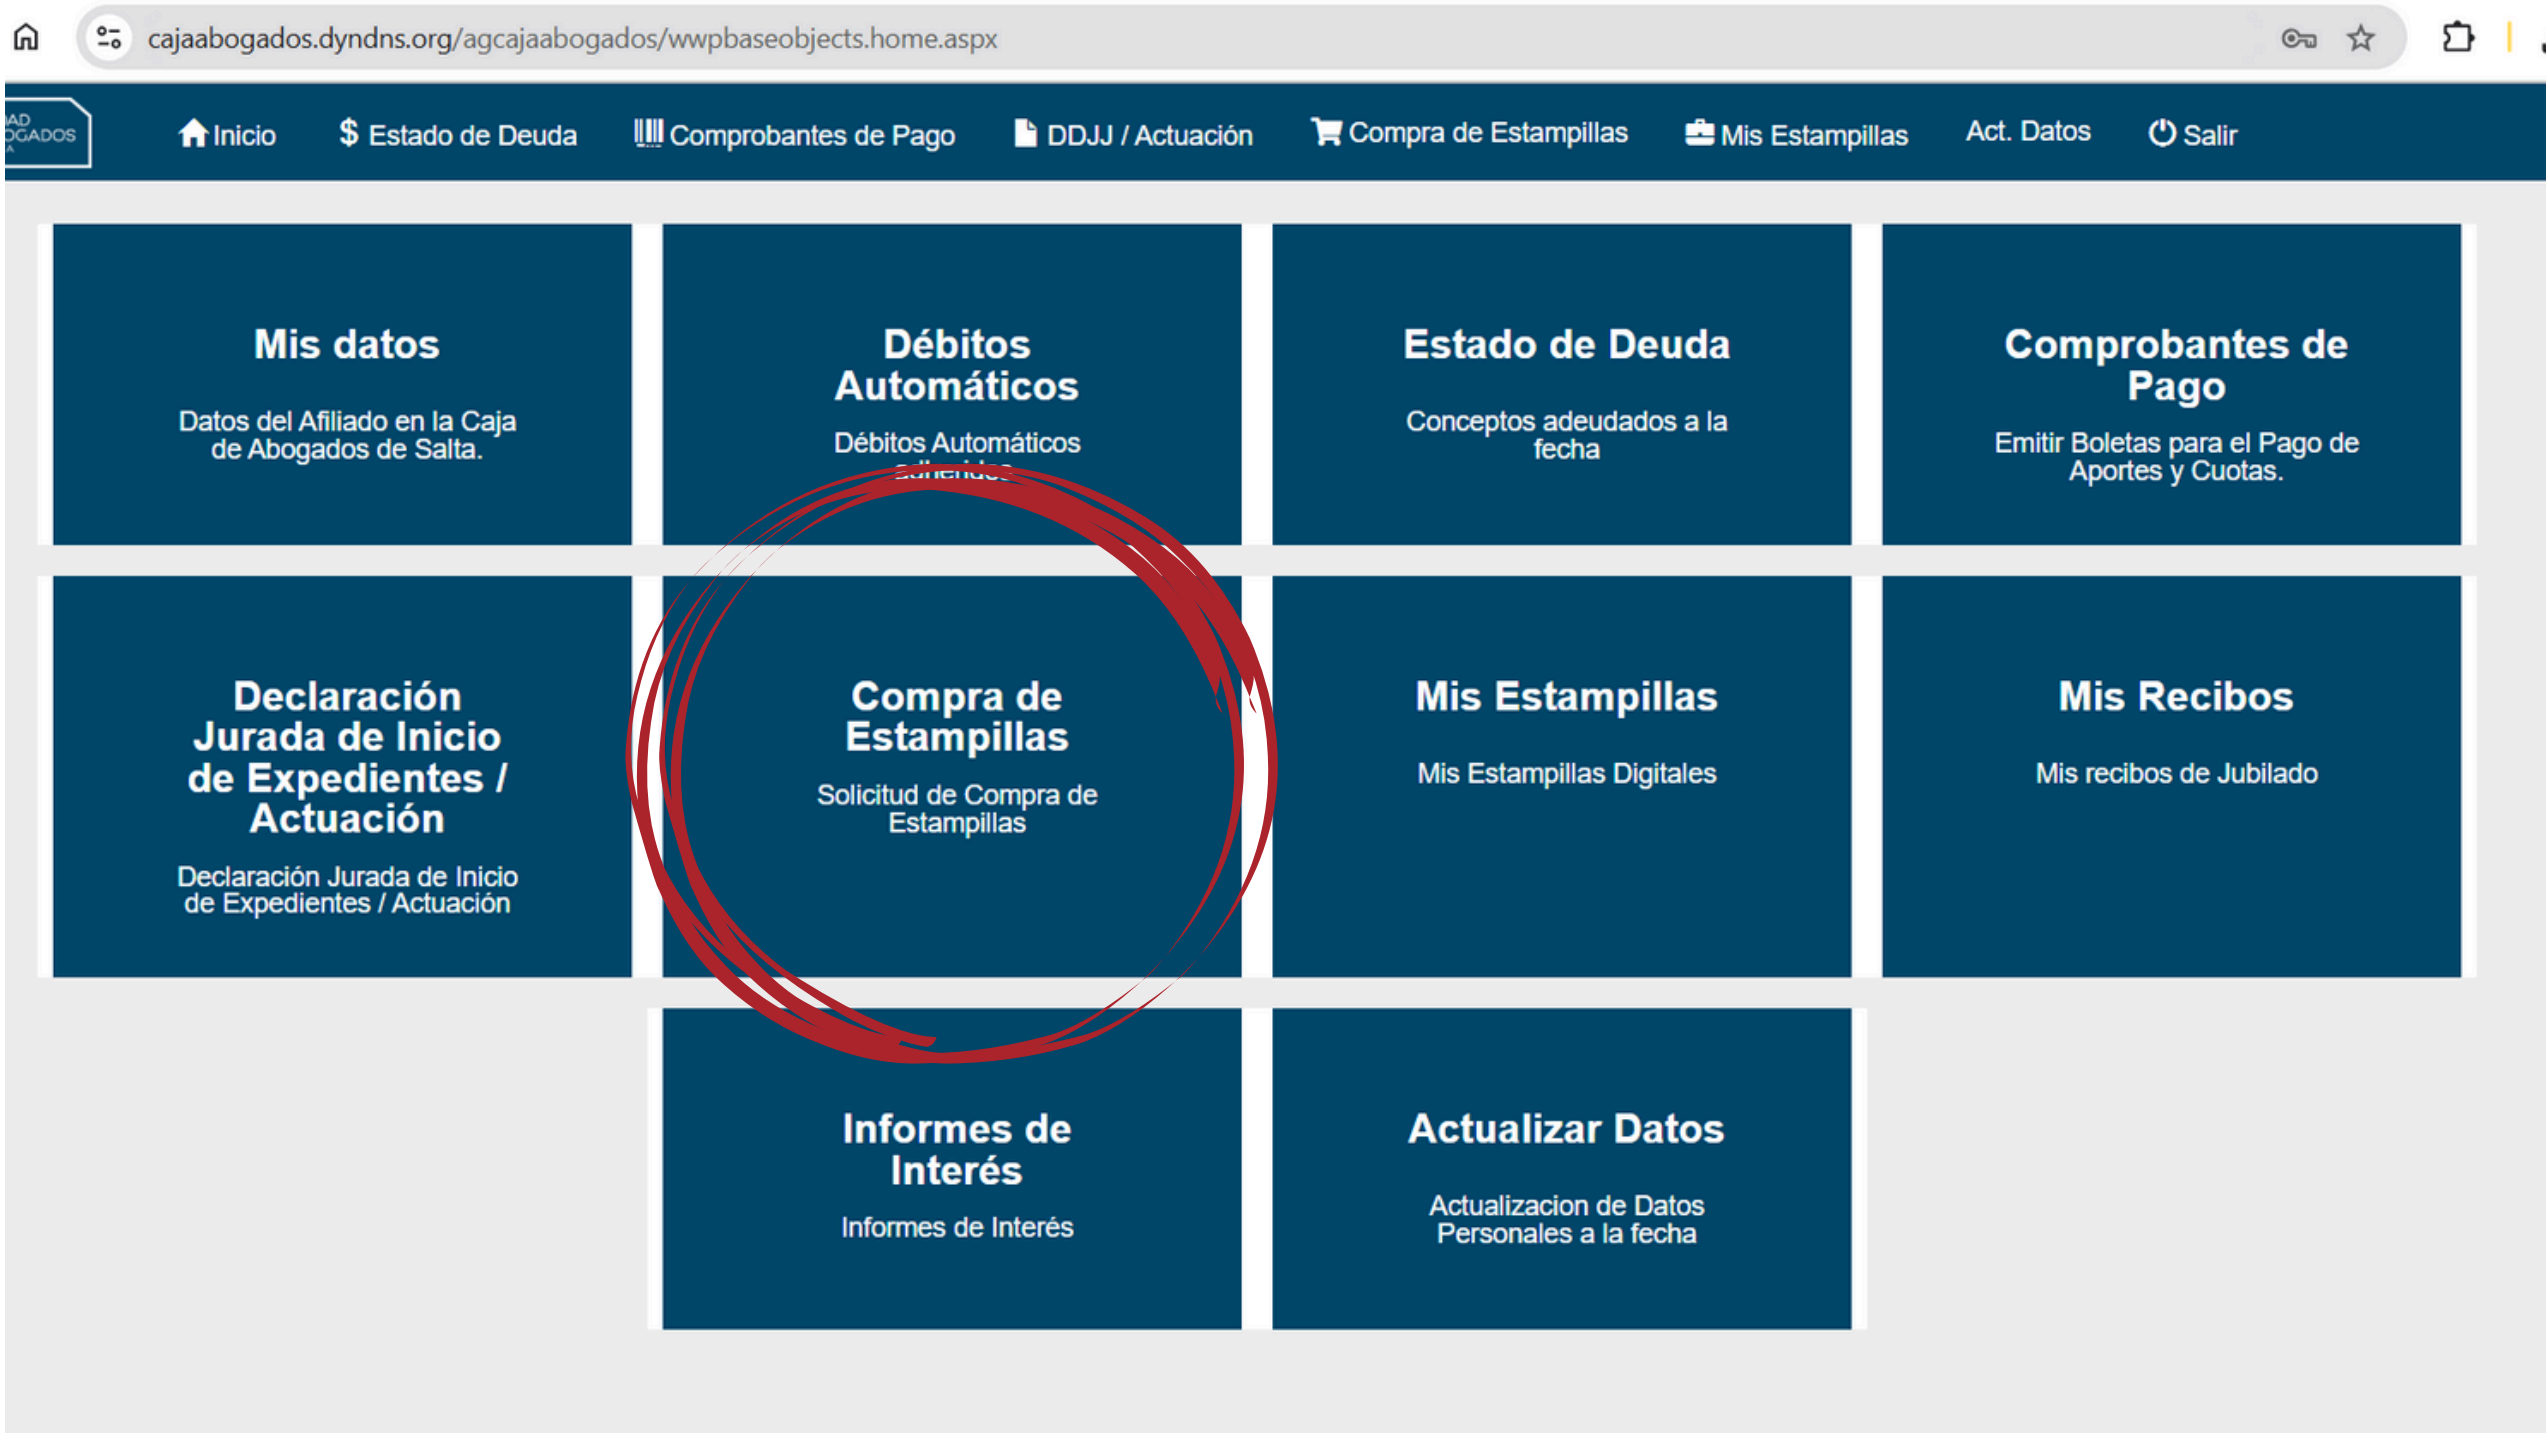 cajaabogados.dyndns.org/agcajaabogados/wwpbaseobjects.home.aspx
OGADOS
Inicio
$ Estado de Deuda
Comprobantes de Pago
DDJJ / Actuación
Compra de Estampillas
Mis Estampillas
Act. Datos
Salir
Mis datos
Datos del Afiliado en la Caja
de Abogados de Salta.
Débitos
Automáticos
Débitos Automáticos
adheridos
Estado de Deuda
Conceptos adeudados a la
fecha
Comprobantes de
Pago
Emitir Boletas para el Pago de
Aportes y Cuotas.
Declaración
Jurada de Inicio
de Expedientes /
Actuación
Declaración Jurada de Inicio
de Expedientes / Actuación
Compra de
Estampillas
Solicitud de Compra de
Estampillas
Mis Estampillas
Mis Estampillas Digitales
Mis Recibos
Mis recibos de Jubilado
Informes de
Interés
Informes de Interés
Actualizar Datos
Actualizacion de Datos
Personales a la fecha